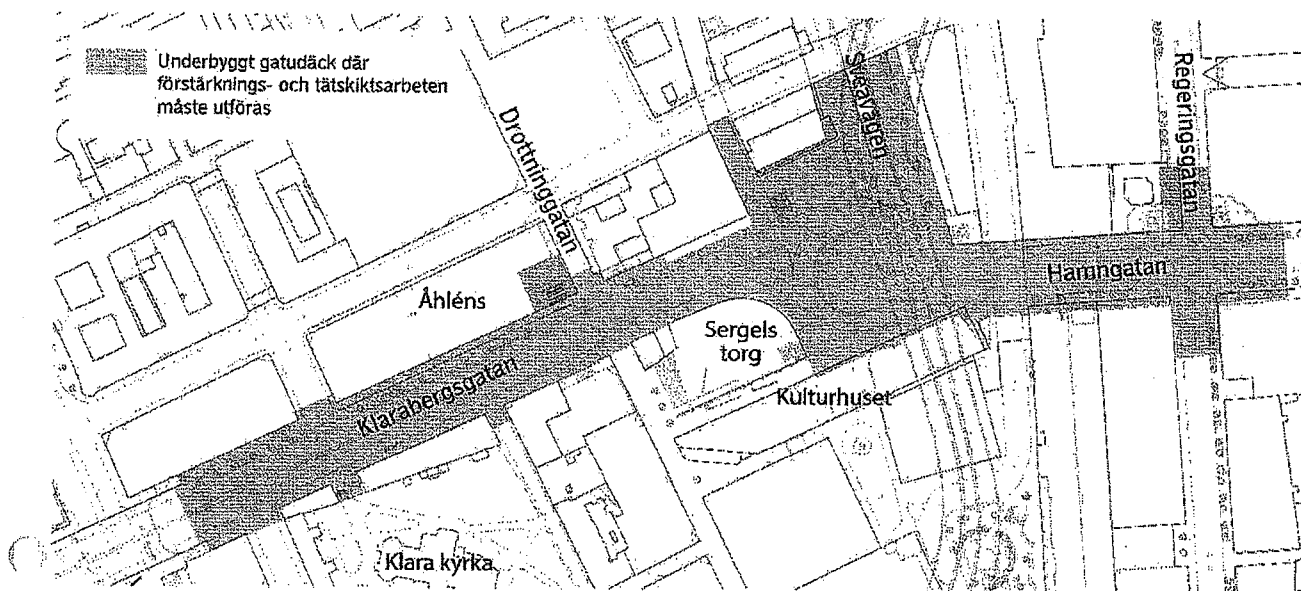 Underbyggt gatudäck där
förstärknings- och tätskiktsarbeten
måste utföras
Drottninggatan
Sveavägen
Regeringsgatan
Hamngatan
Åhléns
Sergels
torg
Klarabergsgatan
Kulturhuset
Klara kyrka